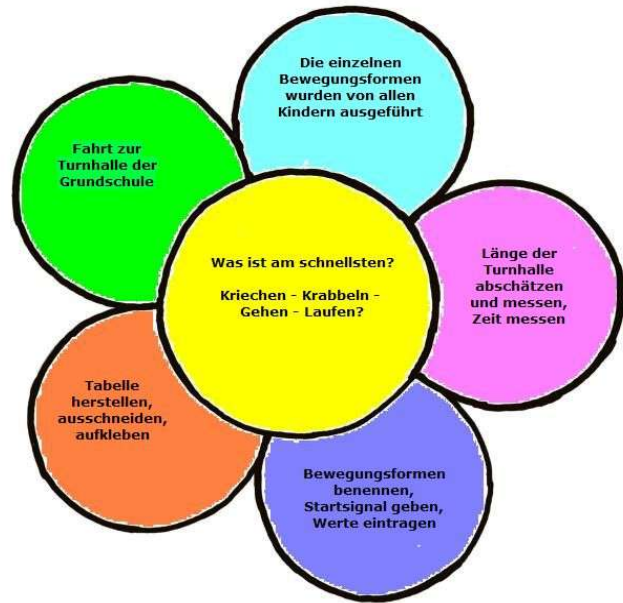 Die einzelnen
Bewegungsformen
wurden von allen
Kindern ausgeführt
Fahrt zur
Turnhalle der
Grundschule
Was ist am schnellsten?
Kriechen - Krabbeln -
Gehen - Laufen?
Länge der
Turnhalle
abschätzen
und messen,
Zeit messen
Tabelle
herstellen,
ausschneiden,
aufkleben
Bewegungsformen
benennen,
Startsignal geben,
Werte eintragen